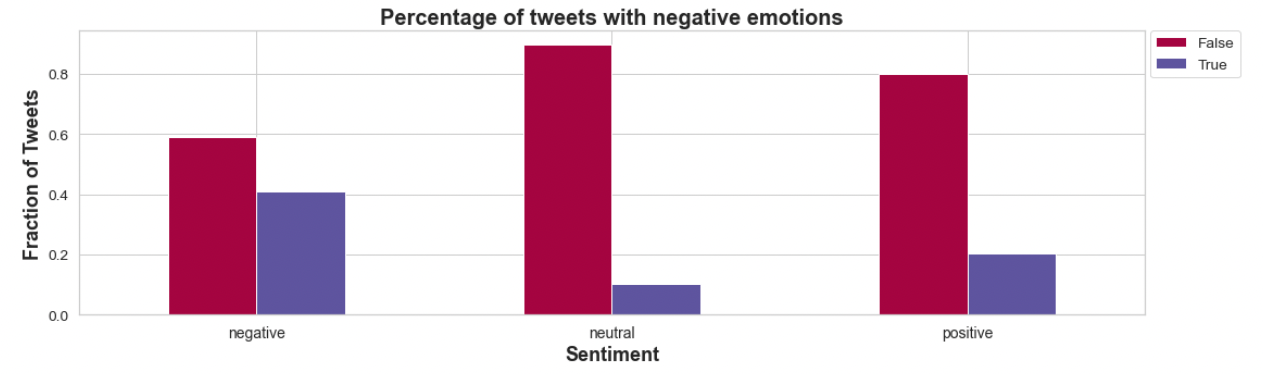 Percentage of tweets with negative emotions
False
True
Fraction of Tweets
0.8
0.6
0.4
0.2
0.0
negative
neutral
positive
Sentiment